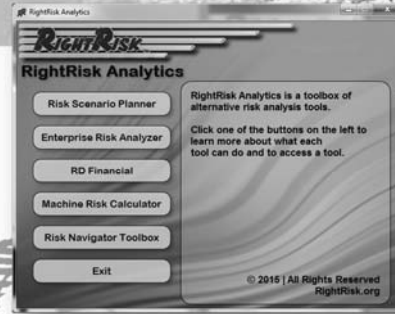 RightRisk Analytics
RIGHTRISK
RightRisk Analytics
Risk Scenario Planner
Enterprise Risk Analyzer
RD Financial
Machine Risk Calculator
Risk Navigator Toolbox
Exit
RightRisk Analytics is a toolbox of
alternative risk analysis tools.
Click one of the buttons on the left to
learn more about what each
tool can do and to access a tool.
© 2015 | All Rights Reserved
RightRisk.org